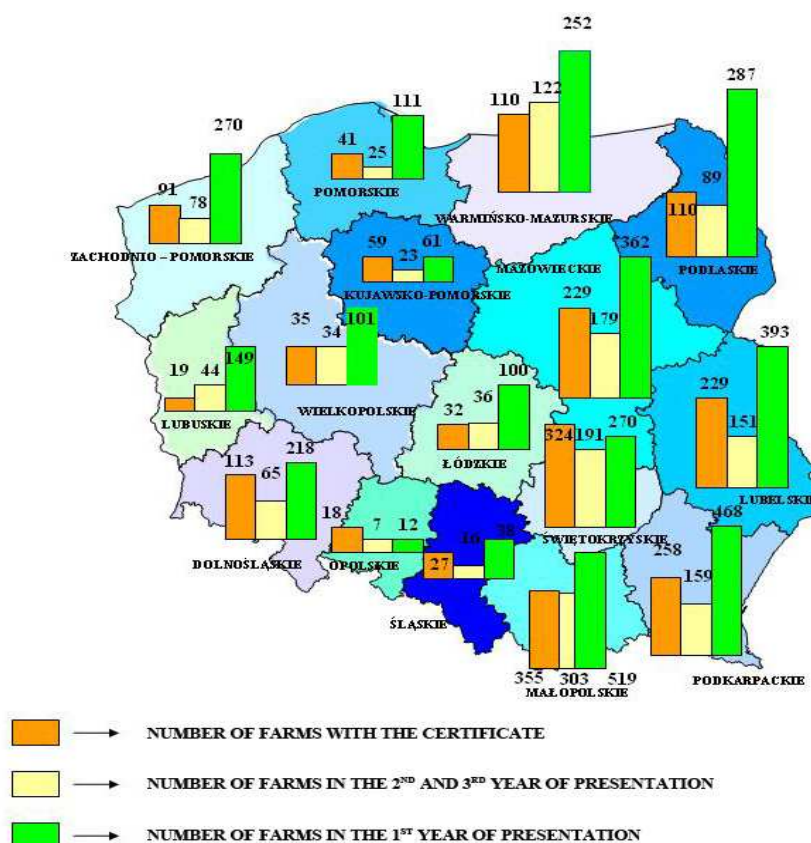 252
122
110
287
89
110
PODLASKIE
111
41
25
POMORSKIE
WARMIŃSKO-MAZURSKIE
270
91
78
ZACHODNIO – POMORSKIE
59
23
61
KUJAWSKO-POMORSKIE
MAZOWIECKIE
362
229
179
35
34
101
WIELKOPOLSKIE
19
44
149
LUBUSKIE
32
36
100
ŁÓDZKIE
393
229
151
LUBELSKIE
324
191
270
ŚWIĘTOKRZYSKIE
113
65
218
DOLNOŚLĄSKIE
18
7
12
OPOLSKIE
27
16
38
ŚLĄSKIE
468
258
159
PODKARPACKIE
355
303
519
MAŁOPOLSKIE
NUMBER OF FARMS WITH THE CERTIFICATE
NUMBER OF FARMS IN THE 2ND AND 3RD YEAR OF PRESENTATION
NUMBER OF FARMS IN THE 1ST YEAR OF PRESENTATION